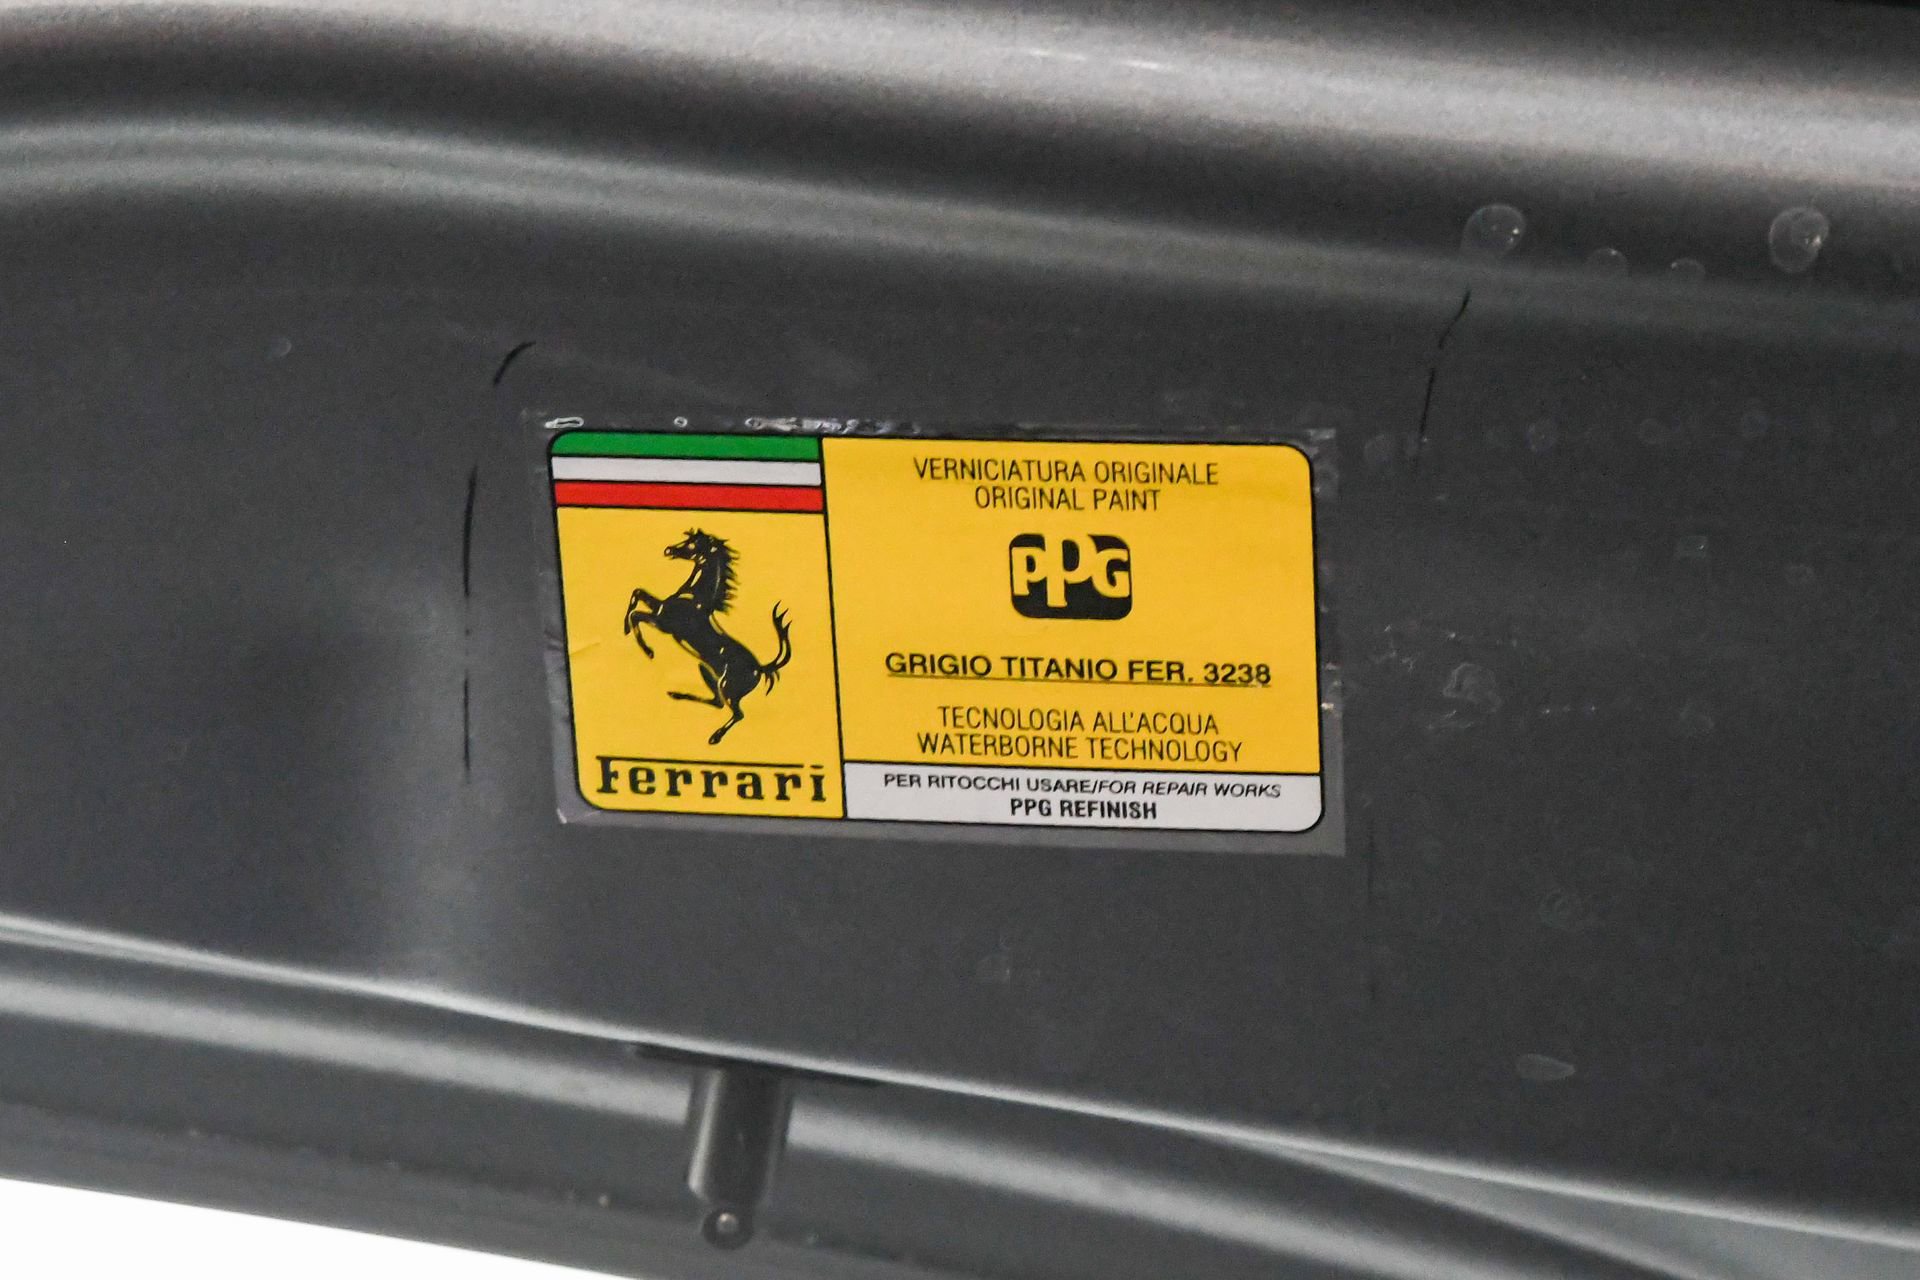 Ferrari
VERNICIATURA ORIGINALE
ORIGINAL PAINT
PPG
GRIGIO TITANIO FER. 3238
TECNOLOGIA ALL'ACQUA
WATERBORNE TECHNOLOGY
PER RITOCCHI USARE/FOR REPAIR WORKS
PPG REFINISH